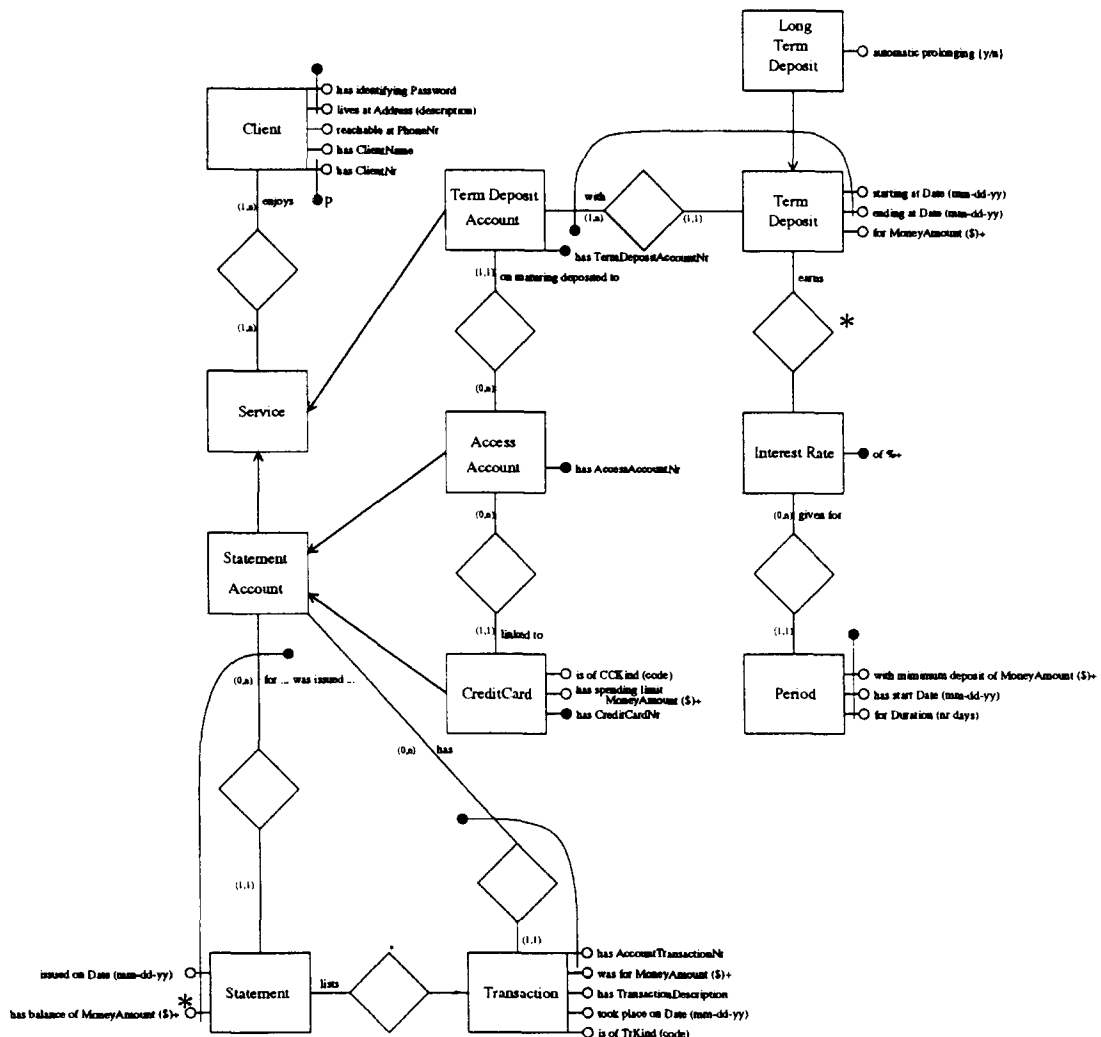 Long
Term
Deposit
automatic prolonging {y/n}
has identifying Password
lives at Address (description)
reachable at PhoneNr
has ClientName
has ClientNr
Client
p
(1,n) enjoys
(1,n)
Service
Term Deposit
Account
with
(1,n)
(1,1)
has TermDepositAccountNr
Term
Deposit
starting at Date (mm-dd-yy)
ending at Date (mm-dd-yy)
for MoneyAmount ($)+
(1,1) on maturing deposited to
(0,n)
earns
*
Access
Account
has AccessAccountNr
Interest Rate
of %+
(0,n)
(0,n) given for
Statement
Account
(1,1) linked to
(1,1)
CreditCard
is of CCKind (code)
has spending limit
MoneyAmount ($)+
has CreditCardNr
Period
with mimimum deposit of MoneyAmount ($)+
has start Date (mm-dd-yy)
for Duration (nr days)
(0,n) for ... was issued ...
(0,n) has
(1,1)
(1,1)
issued on Date (mm-dd-yy)
*
has balance of MoneyAmount ($)+
Statement
lists
Transaction
has AccountTransactionNr
was for MoneyAmount ($)+
has TransactionDescription
took place on Date (mm-dd-yy)
is of TrKind (code)